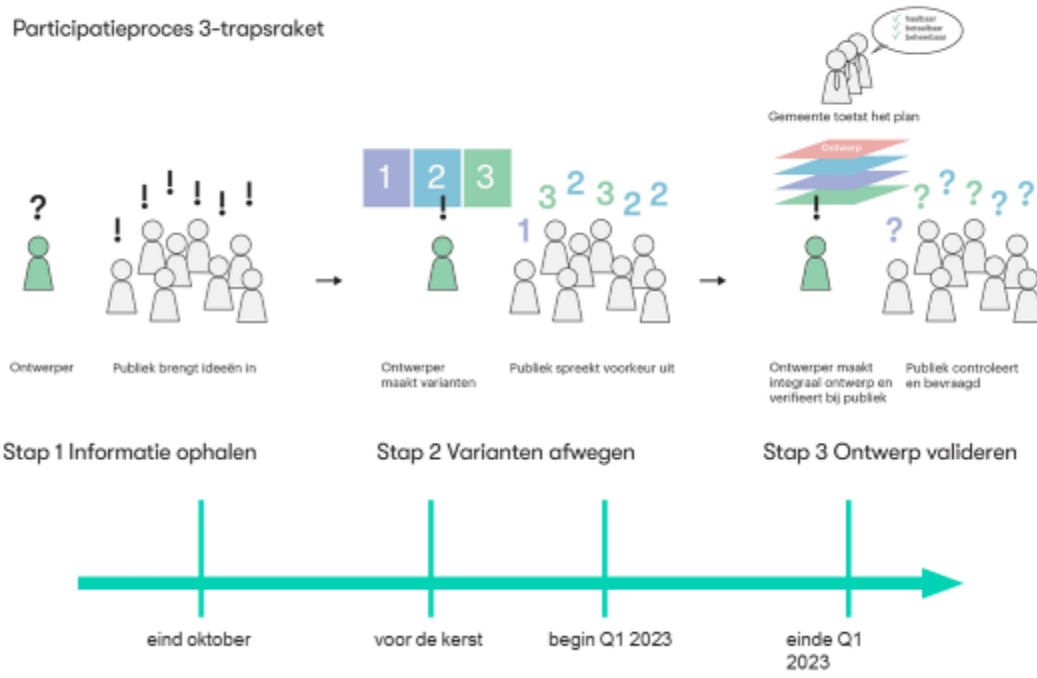 Participatieproces 3-trapsraket
✓ haalbaar
✓ betaalbaar
✓ beheerbaar
Gemeente toetst het plan
Ontwerp
1 2 3
? ! ! ! ! ! !
!
1 3 2 3 2 2
!
? ? ? ? ? ?
Ontwerper
Publiek brengt ideeën in
Ontwerper
maakt varianten
Publiek spreekt voorkeur uit
Ontwerper maakt
integraal ontwerp en
verifieert bij publiek
Publiek controleert
en bevraagd
Stap 1 Informatie ophalen
Stap 2 Varianten afwegen
Stap 3 Ontwerp valideren
eind oktober
voor de kerst
begin Q1 2023
einde Q1
2023